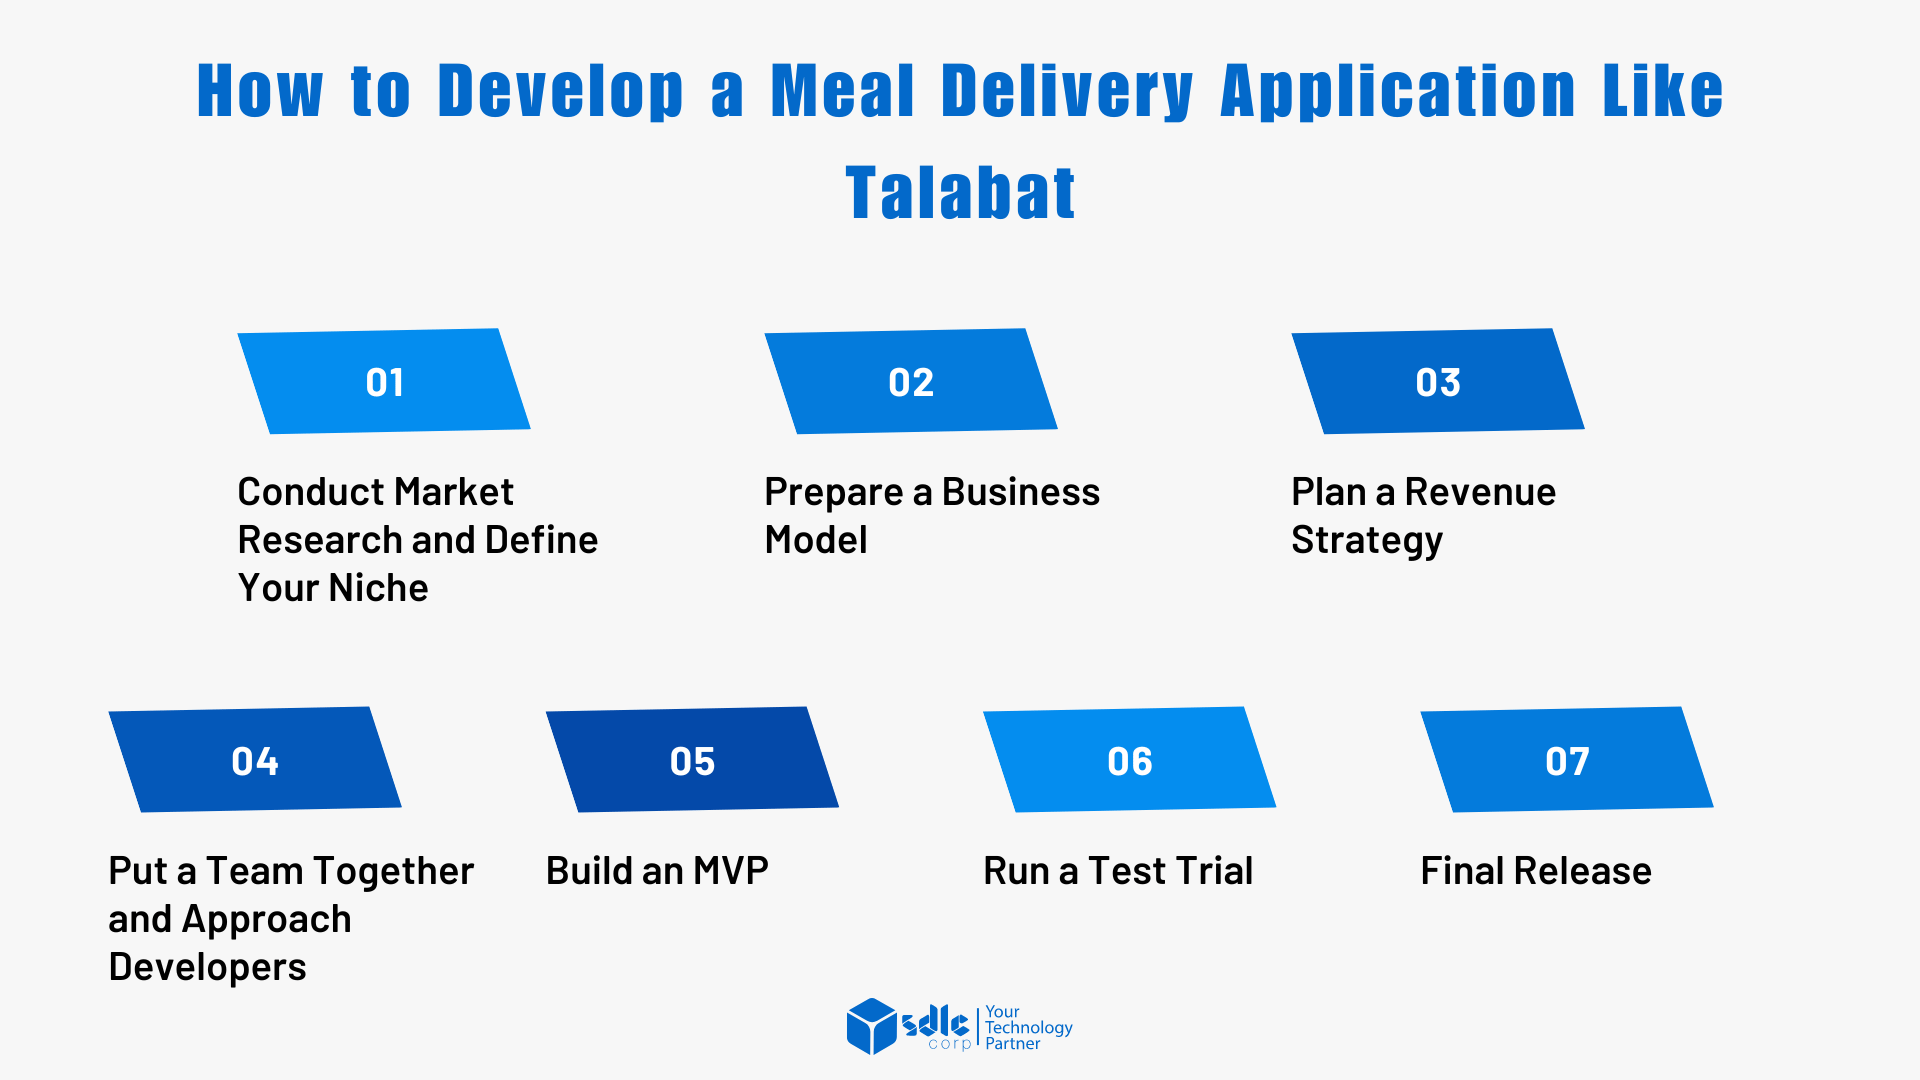 How to Develop a Meal Delivery Application Like
Talabat
01
Conduct Market
Research and Define
Your Niche
02
Prepare a Business
Model
03
Plan a Revenue
Strategy
04
Put a Team Together
and Approach
Developers
05
Build an MVP
06
Run a Test Trial
07
Final Release
sdlc
corp
Your
Technology
Partner